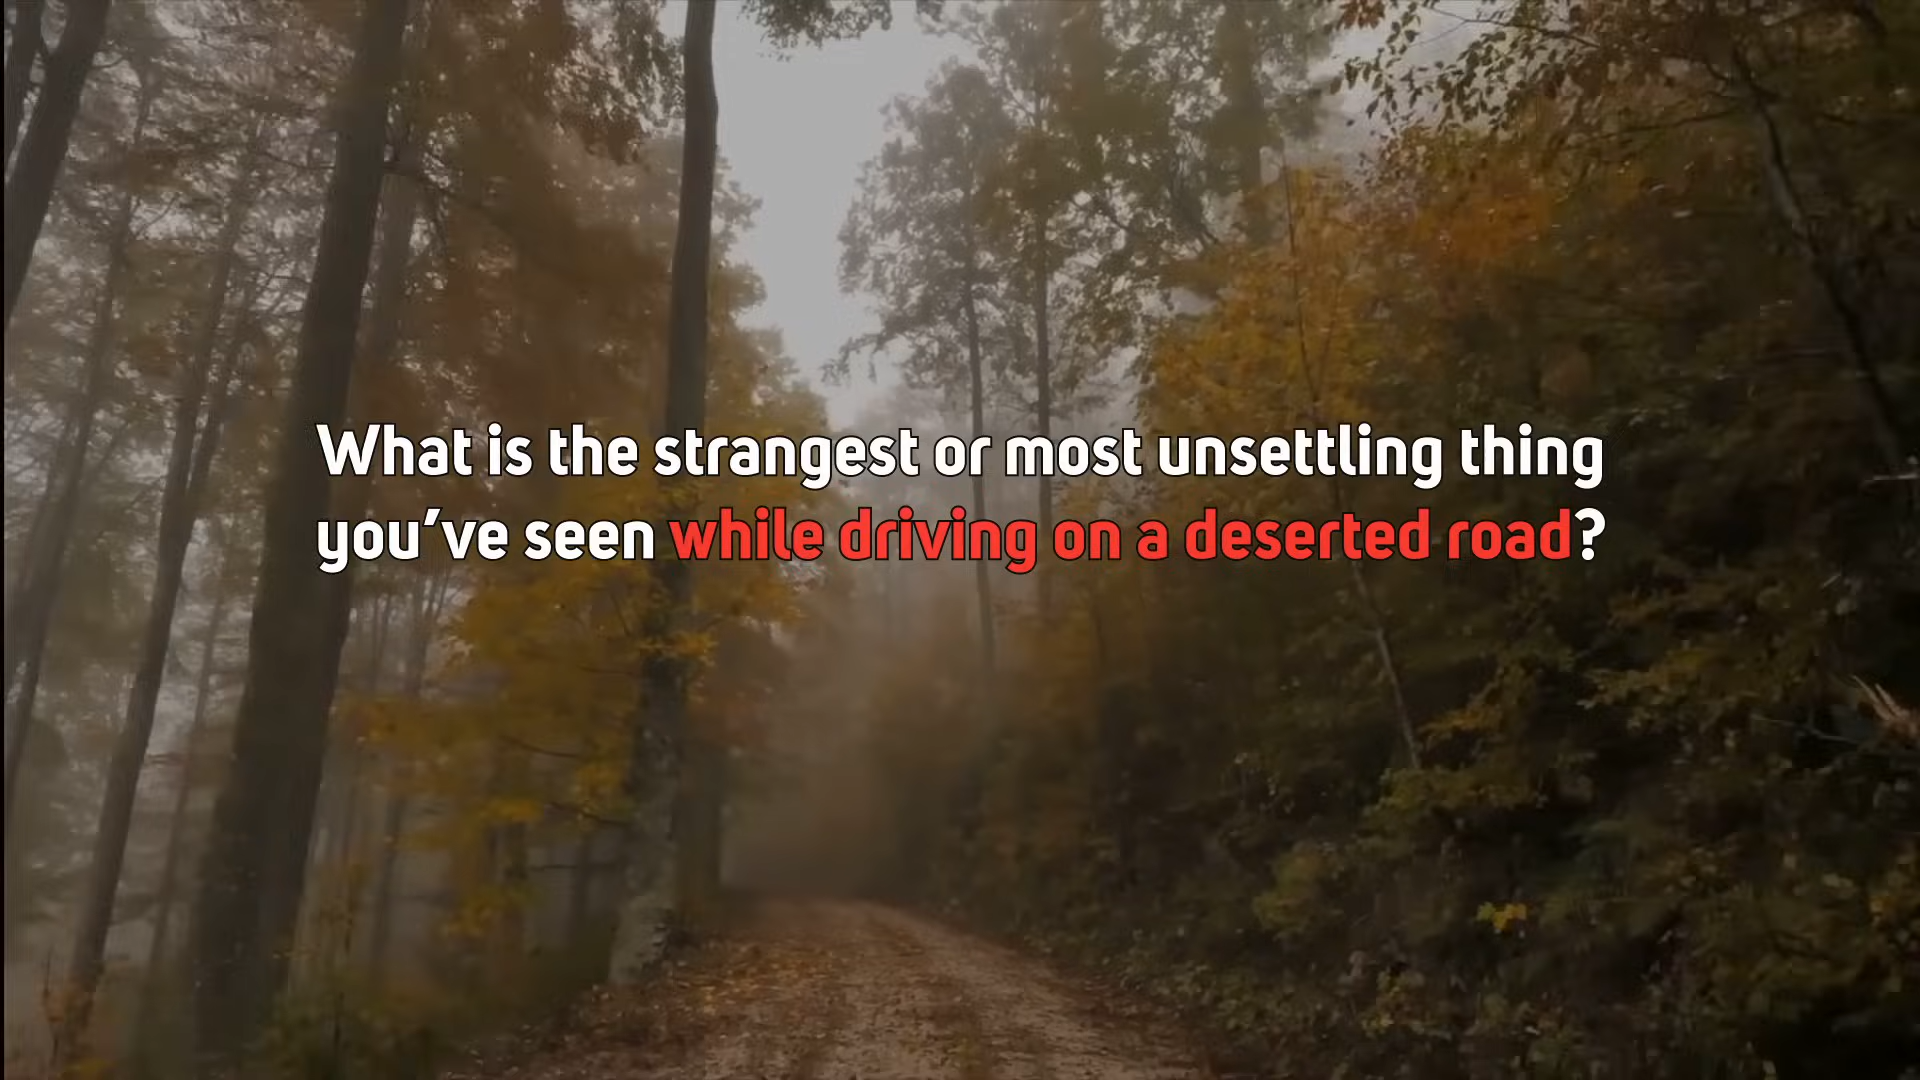 What is the strangest or most unsettling thing
you’ve seen while driving on a deserted road?